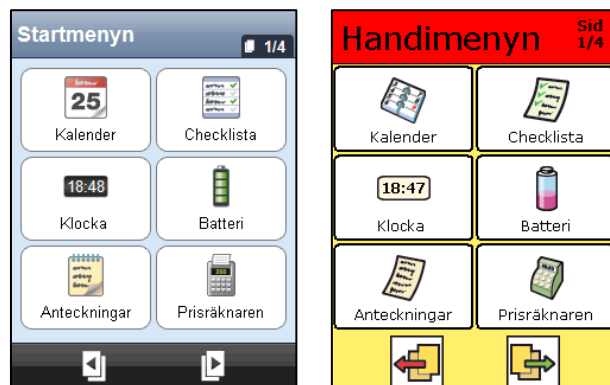 Startmenyn
1/4
25
Kalender
Checklista
18:48
Klocka
Batteri
Anteckningar
Prisräknaren
Handimenyn
Sid
1/4
Kalender
Checklista
18:47
Klocka
Batteri
Anteckningar
Prisräknaren